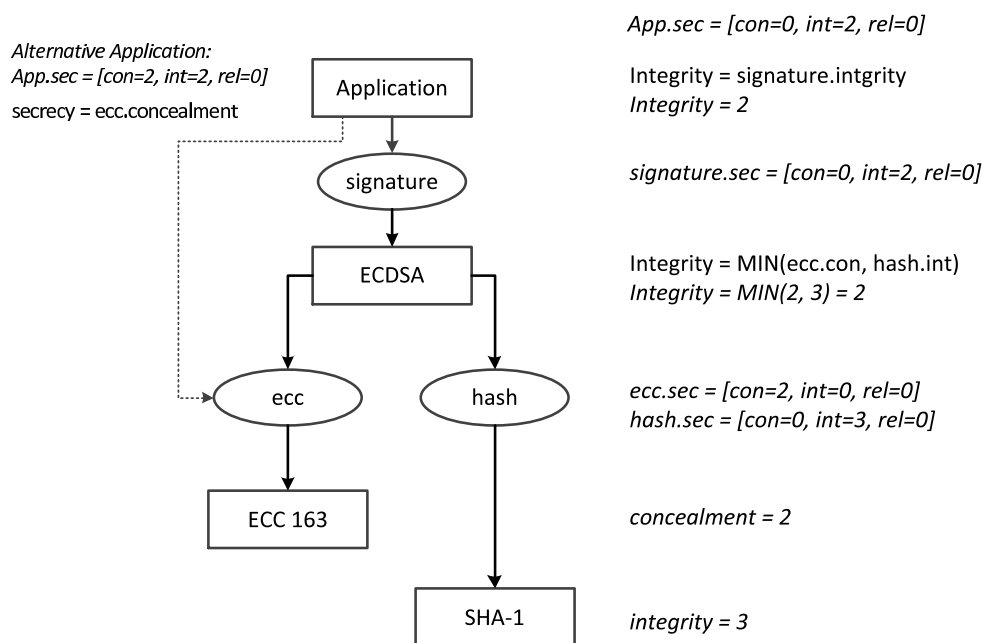 App.sec = [con=0, int=2, rel=0]
Alternative Application:
App.sec = [con=2, int=2, rel=0]
secrecy = ecc.concealment
Application
Integrity = signature.intgrity
Integrity = 2
signature
signature.sec = [con=0, int=2, rel=0]
ECDSA
Integrity = MIN(ecc.con, hash.int)
Integrity = MIN(2, 3) = 2
ecc
hash
ecc.sec = [con=2, int=0, rel=0]
hash.sec = [con=0, int=3, rel=0]
ECC 163
concealment = 2
SHA-1
integrity = 3